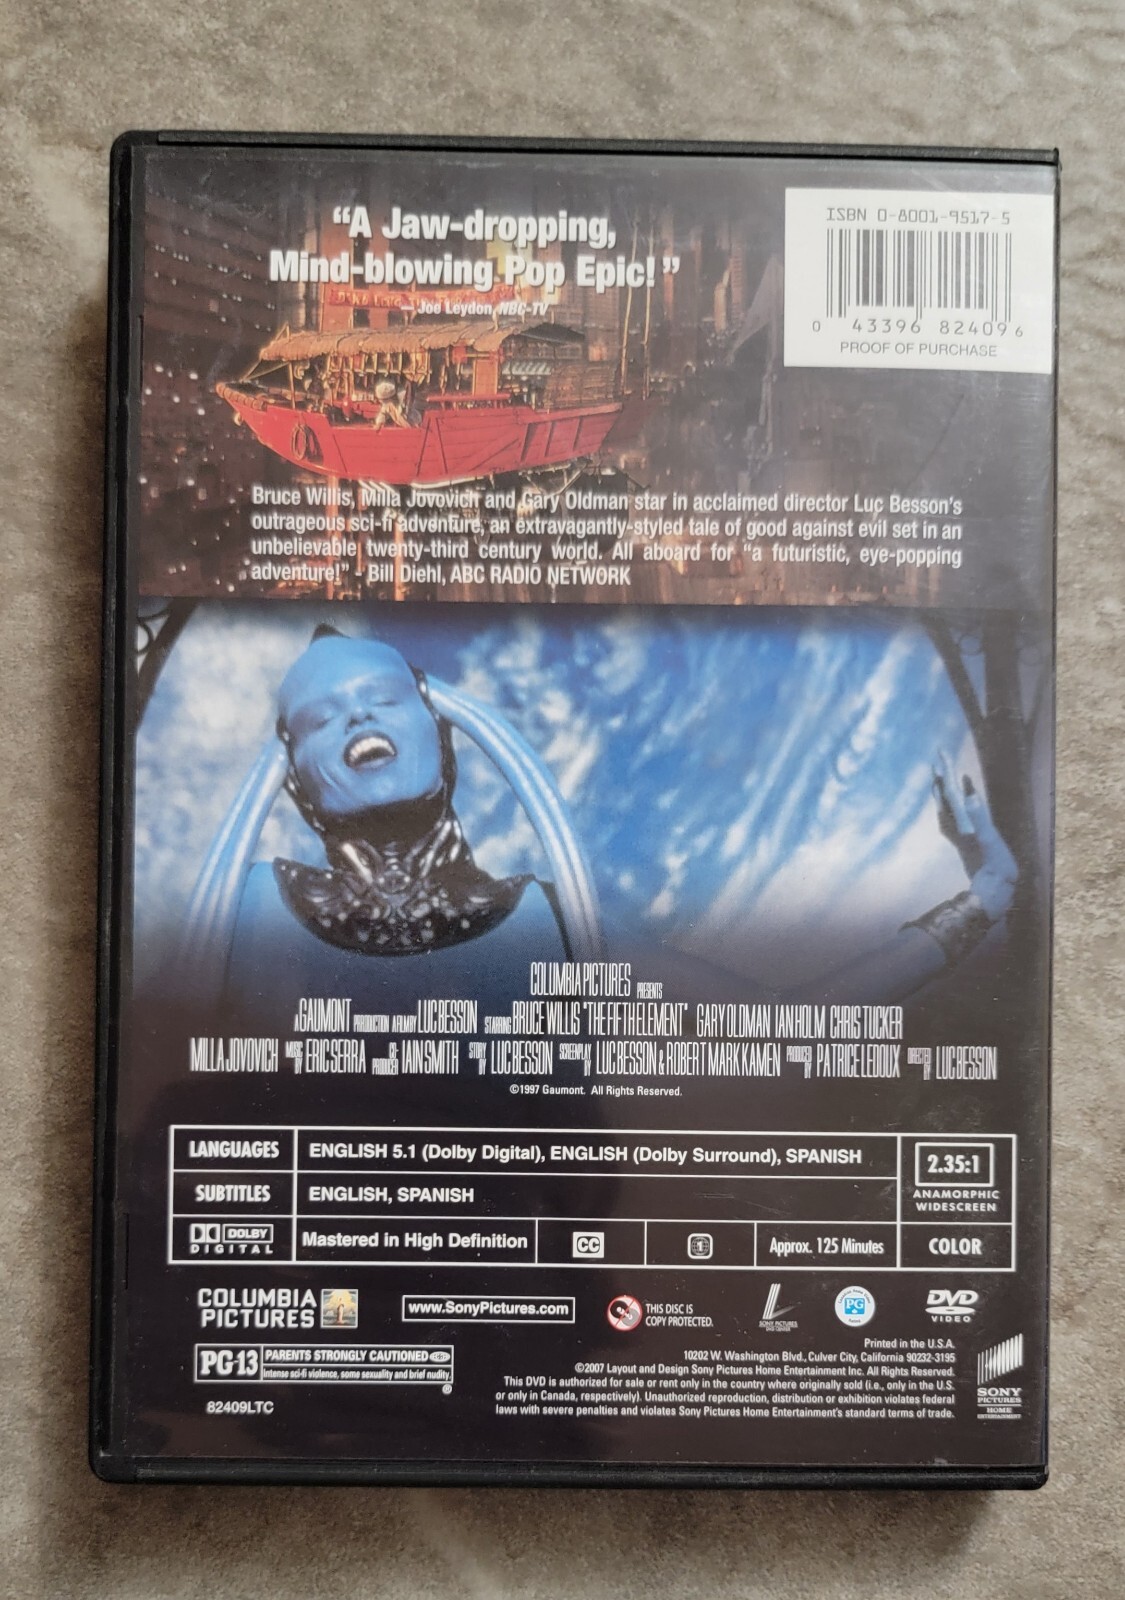 “A Jaw-dropping,
Mind-blowing Pop Epic!”
— Joe Leydon, NBC-TV
ISBN 0-8001-9517-5
0 43396 82409 6
PROOF OF PURCHASE
Bruce Willis, Milla Jovovich and Gary Oldman star in acclaimed director Luc Besson's
outrageous sci-fi adventure, an extravagantly-styled tale of good against evil set in an
unbelievable twenty-third century world. All aboard for “a futuristic, eye-popping
adventure!” - Bill Diehl, ABC RADIO NETWORK
COLUMBIA PICTURES PRESENTS
A GAUMONT PRODUCTION A FILM BY LUC BESSON STARRING BRUCE WILLIS "THE FIFTH ELEMENT" GARY OLDMAN IAN HOLM CHRIS TUCKER
MILLA JOVOVICH MUSIC BY ERIC SERRA CO-PRODUCER IAIN SMITH STORY BY LUC BESSON SCREENPLAY BY LUC BESSON & ROBERT MARK KAMEN PRODUCED BY PATRICE LEDOUX DIRECTED BY LUC BESSON
©1997 Gaumont. All Rights Reserved.
LANGUAGES ENGLISH 5.1 (Dolby Digital), ENGLISH (Dolby Surround), SPANISH
SUBTITLES ENGLISH, SPANISH
2.35:1
ANAMORPHIC
WIDESCREEN
DOLBY
DIGITAL
Mastered in High Definition
CC
1
Approx. 125 Minutes
COLOR
COLUMBIA
PICTURES
www.SonyPictures.com
THIS DISC IS
COPY PROTECTED.
SONY PICTURES
DVD CENTER
PG
DVD
VIDEO
PG-13 PARENTS STRONGLY CAUTIONED
Intense sci-fi violence, some sexuality and brief nudity.
®
82409LTC
Printed in the U.S.A.
10202 W. Washington Blvd., Culver City, California 90232-3195
©2007 Layout and Design Sony Pictures Home Entertainment Inc. All Rights Reserved.
This DVD is authorized for sale or rent only in the country where originally sold (i.e., only in the U.S.
or only in Canada, respectively). Unauthorized reproduction, distribution or exhibition violates federal
laws with severe penalties and violates Sony Pictures Home Entertainment's standard terms of trade.
SONY
PICTURES
HOME
ENTERTAINMENT